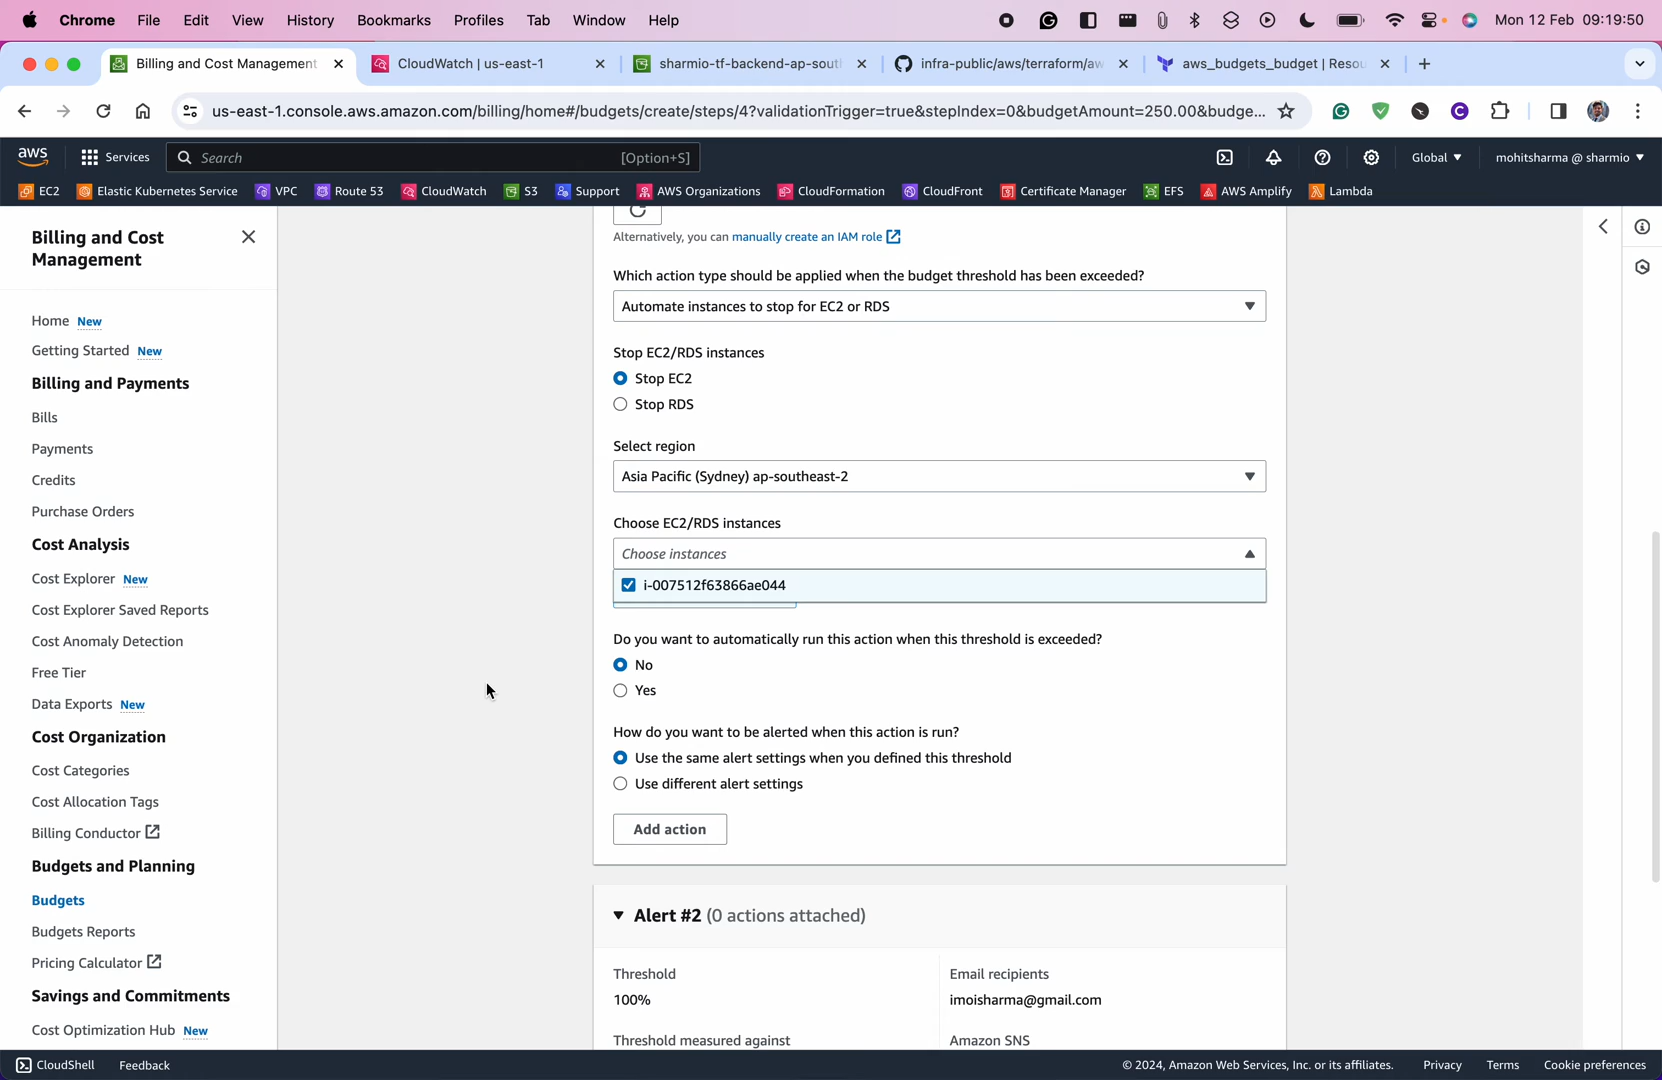 Chrome File Edit View History Bookmarks Profiles Tab Window Help Mon 12 Feb 09:19:50
Billing and Cost Management CloudWatch | us-east-1 sharmio-tf-backend-ap-sout infra-public/aws/terraform/aw aws_budgets_budget | Resou
us-east-1.console.aws.amazon.com/billing/home#/budgets/create/steps/4?validationTrigger=true&stepIndex=0&budgetAmount=250.00&budge...
aws Services Search [Option+S] Global mohitsharma @ sharmio
EC2 Elastic Kubernetes Service VPC Route 53 CloudWatch S3 Support AWS Organizations CloudFormation CloudFront Certificate Manager EFS AWS Amplify Lambda
Billing and Cost
Management
Home New
Getting Started New
Billing and Payments
Bills
Payments
Credits
Purchase Orders
Cost Analysis
Cost Explorer New
Cost Explorer Saved Reports
Cost Anomaly Detection
Free Tier
Data Exports New
Cost Organization
Cost Categories
Cost Allocation Tags
Billing Conductor
Budgets and Planning
Budgets
Budgets Reports
Pricing Calculator
Savings and Commitments
Cost Optimization Hub New
Alternatively, you can manually create an IAM role
Which action type should be applied when the budget threshold has been exceeded?
Automate instances to stop for EC2 or RDS
Stop EC2/RDS instances
Stop EC2
Stop RDS
Select region
Asia Pacific (Sydney) ap-southeast-2
Choose EC2/RDS instances
Choose instances
i-007512f63866ae044
Do you want to automatically run this action when this threshold is exceeded?
No
Yes
How do you want to be alerted when this action is run?
Use the same alert settings when you defined this threshold
Use different alert settings
Add action
Alert #2 (0 actions attached)
Threshold
100%
Threshold measured against
Email recipients
imoisharma@gmail.com
Amazon SNS
CloudShell Feedback © 2024, Amazon Web Services, Inc. or its affiliates. Privacy Terms Cookie preferences